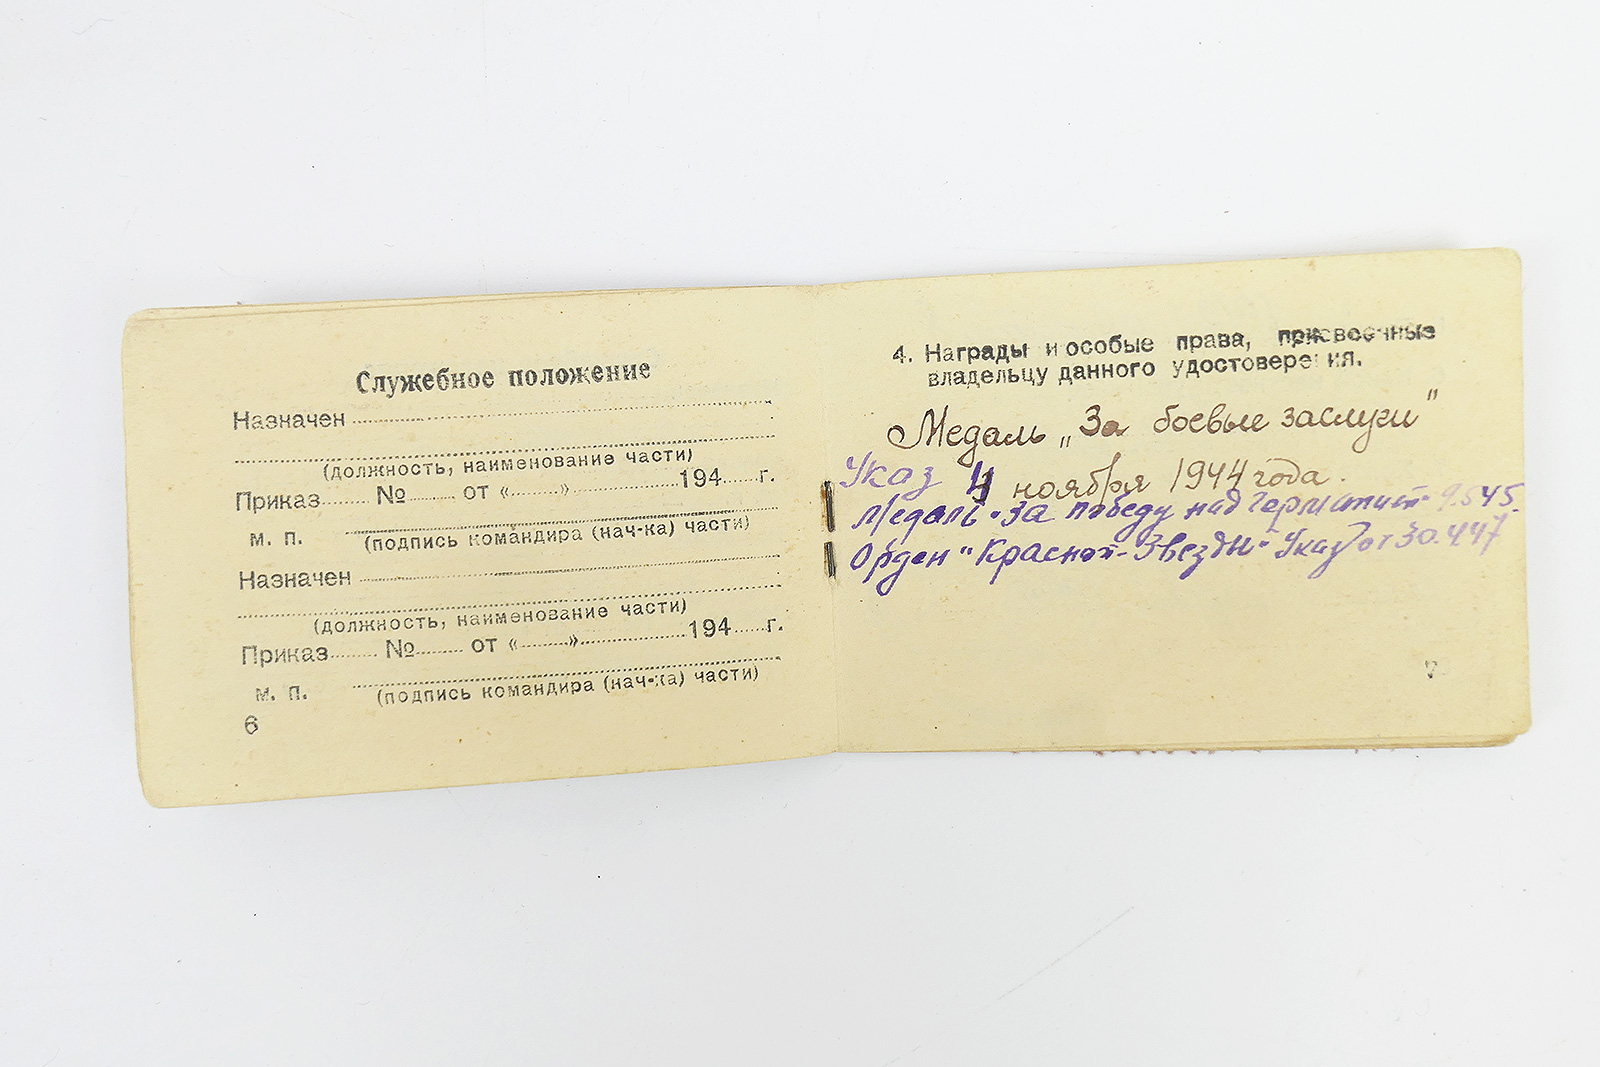 Служебное положение
Назначен
(должность, наименование части)
Приказ № от « » 194 г.
м. п.
(подпись командира (нач-ка) части)
Назначен
(должность, наименование части)
Приказ № от « » 194 г.
м. п.
(подпись командира (нач-ка) части)
6
4. Награды и особые права, присвоенные
владельцу данного удостоверения.
Медаль „За боевые заслуги"
Указ 4 ноября 1944 года.
Медаль "За победу над Германией" 9.5.45.
Орден "Красной Звезды" Указ от 30.4.47
7